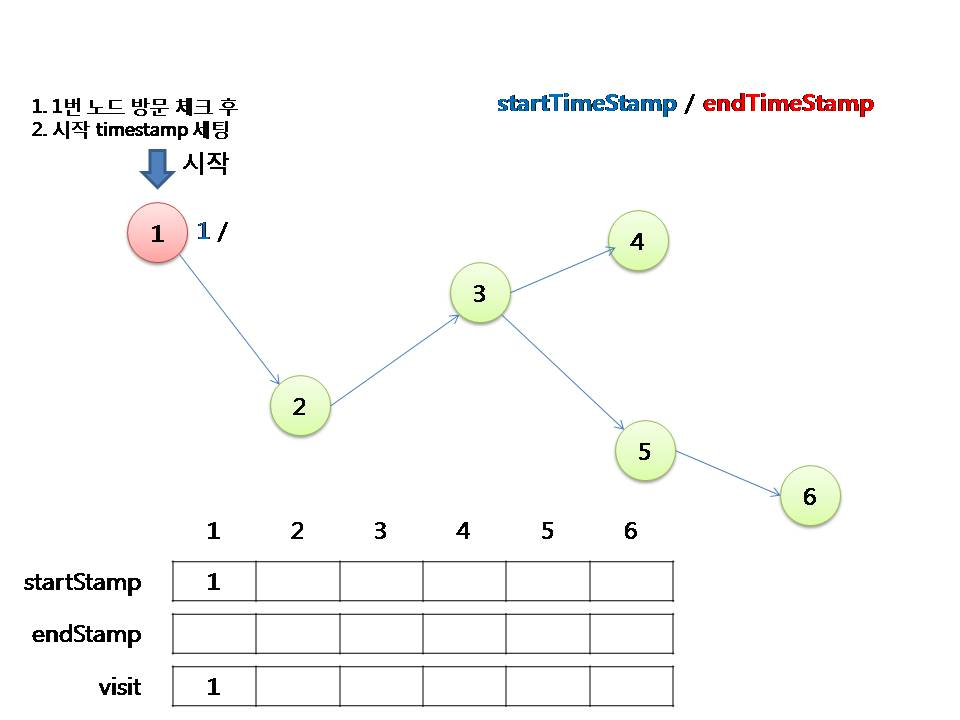 1. 1번 노드 방문 체크 후
2. 시작 timestamp 세팅
startTimeStamp / endTimeStamp
시작
1
1 /
4
3
2
5
6
1 2 3 4 5 6
startStamp 1
endStamp
visit 1